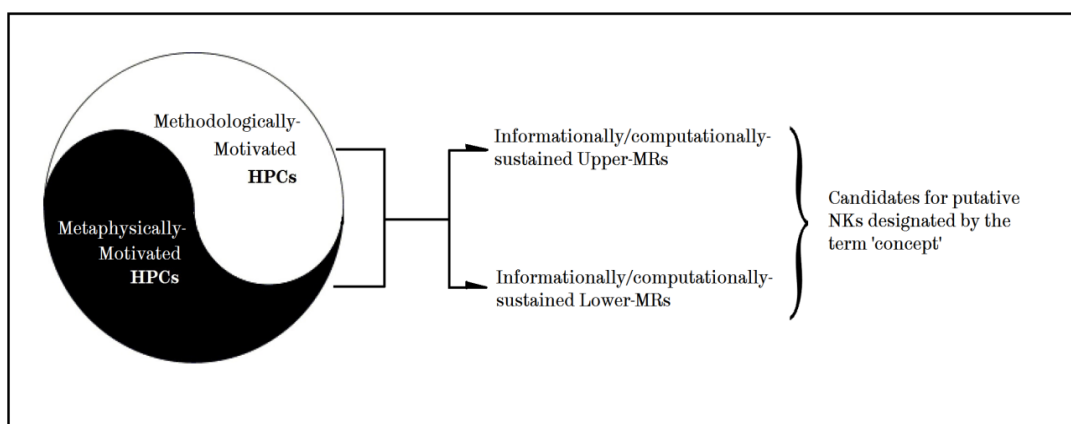 Methodologically-
Motivated
HPCs
Metaphysically-
Motivated
HPCs
Informationally/computationally-
sustained Upper-MRs
Informationally/computationally-
sustained Lower-MRs
Candidates for putative
NKs designated by the
term 'concept'